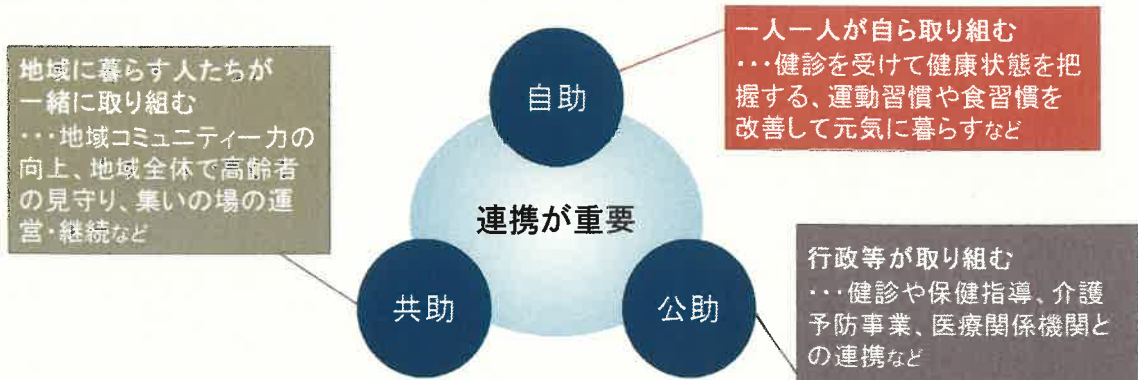 一人一人が自ら取り組む
・・・健診を受けて健康状態を把
握する、運動習慣や食習慣を
改善して元気に暮らすなど
地域に暮らす人たちが
一緒に取り組む
・・・地域コミュニティー力の
向上、地域全体で高齢者
の見守り、集いの場の運
営・継続など
自助
連携が重要
共助
公助
行政等が取り組む
・・・健診や保健指導、介護
予防事業、医療関係機関と
の連携など